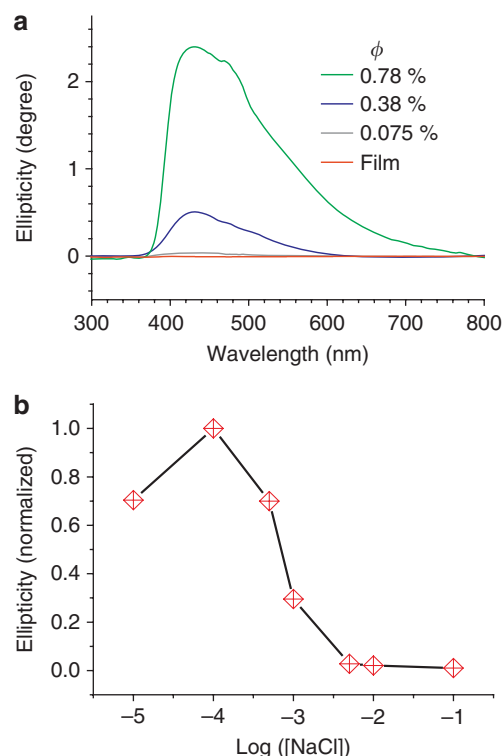 a
ϕ
0.78 %
0.38 %
0.075 %
Film
Ellipticity (degree)
2
1
0
300 400 500 600 700 800
Wavelength (nm)
b
Ellipticity (normalized)
1.0
0.8
0.6
0.4
0.2
0.0
–5 –4 –3 –2 –1
Log ([NaCl])